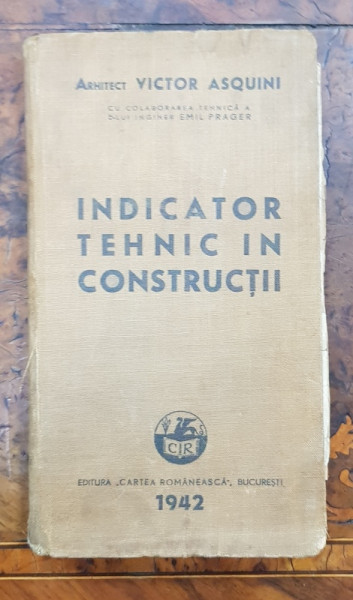 ARHITECT VICTOR ASQUINI
CU COLABORAREA TEHNICĂ A
D-LUI INGINER EMIL PRAGER
INDICATOR
TEHNIC IN
CONSTRUCȚII
CR
EDITURA „CARTEA ROMÂNEASCĂ", BUCUREȘTI
1942